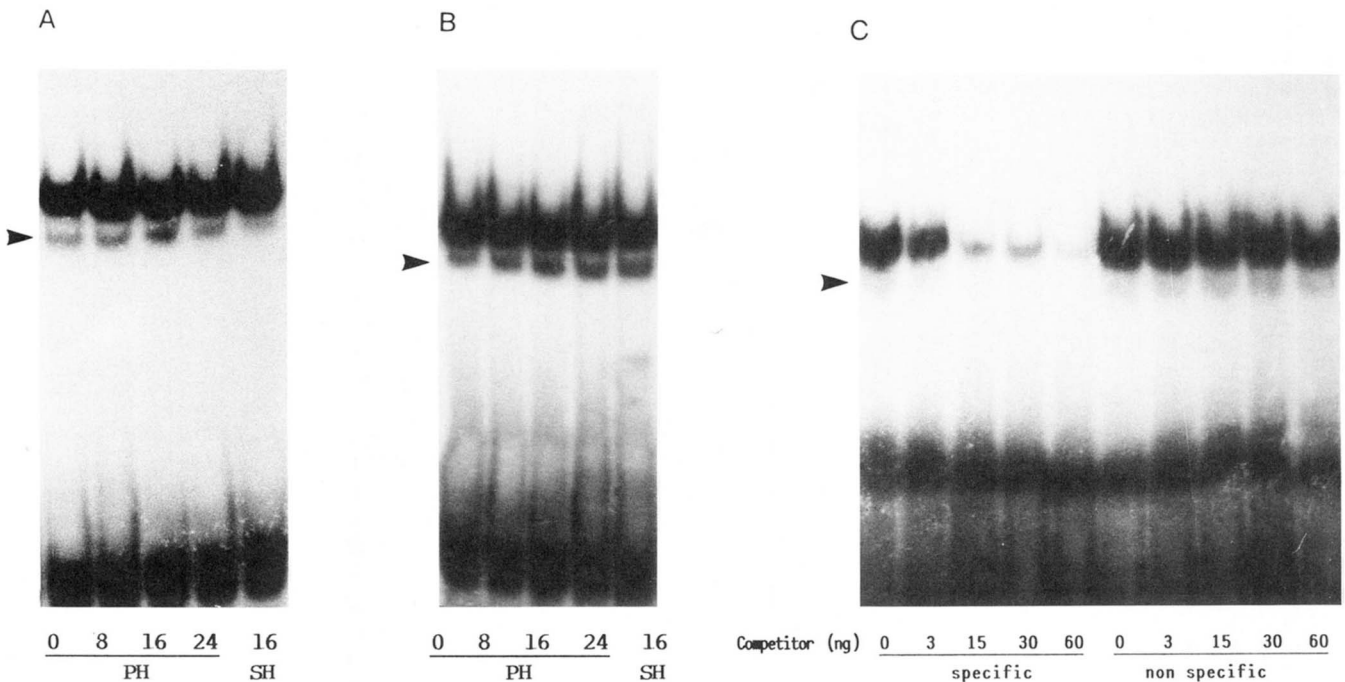 A
B
C
0 8 16 24 16
PH SH
0 8 16 24 16
PH SH
Competitor (ng) 0 3 15 30 60 0 3 15 30 60
specific non specific